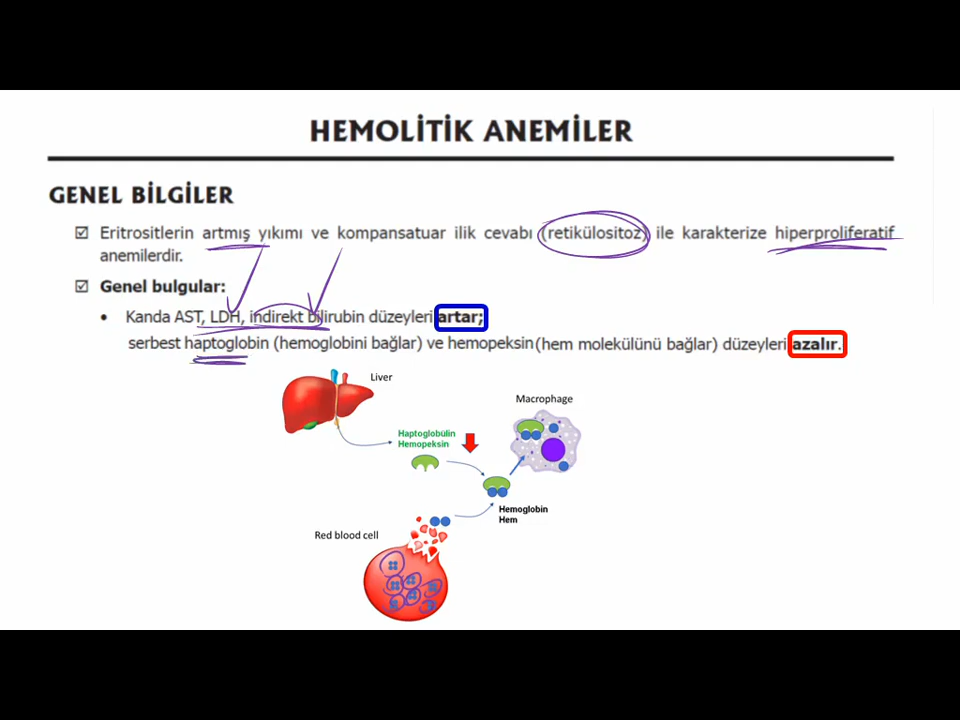 HEMOLİTİK ANEMİLER
GENEL BİLGİLER
Eritrositlerin artmış yıkımı ve kompansatuar ilik cevabı (retikülositoz) ile karakterize hiperproliferatif
anemilerdir.
Genel bulgular:
Kanda AST, LDH, indirekt bilirubin düzeyleri artar;
serbest haptoglobin (hemoglobini bağlar) ve hemopeksin (hem molekülünü bağlar) düzeyleri azalır.
Liver
Macrophage
Haptoglobülin
Hemopeksin
Hemoglobin
Hem
Red blood cell